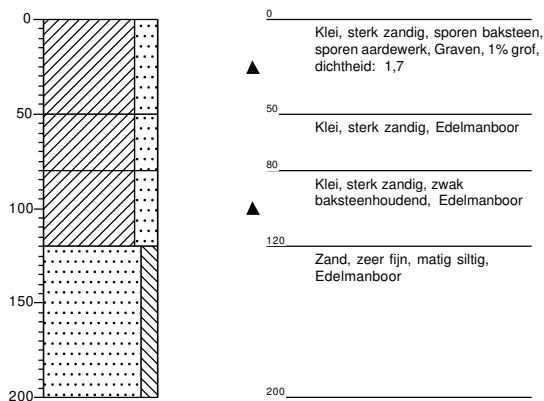 0
50
100
150
200
0
Klei, sterk zandig, sporen baksteen,
sporen aardewerk, Graven, 1% grof,
dichtheid: 1,7
50
Klei, sterk zandig, Edelmanboor
80
Klei, sterk zandig, zwak
baksteenhoudend, Edelmanboor
120
Zand, zeer fijn, matig siltig,
Edelmanboor
200